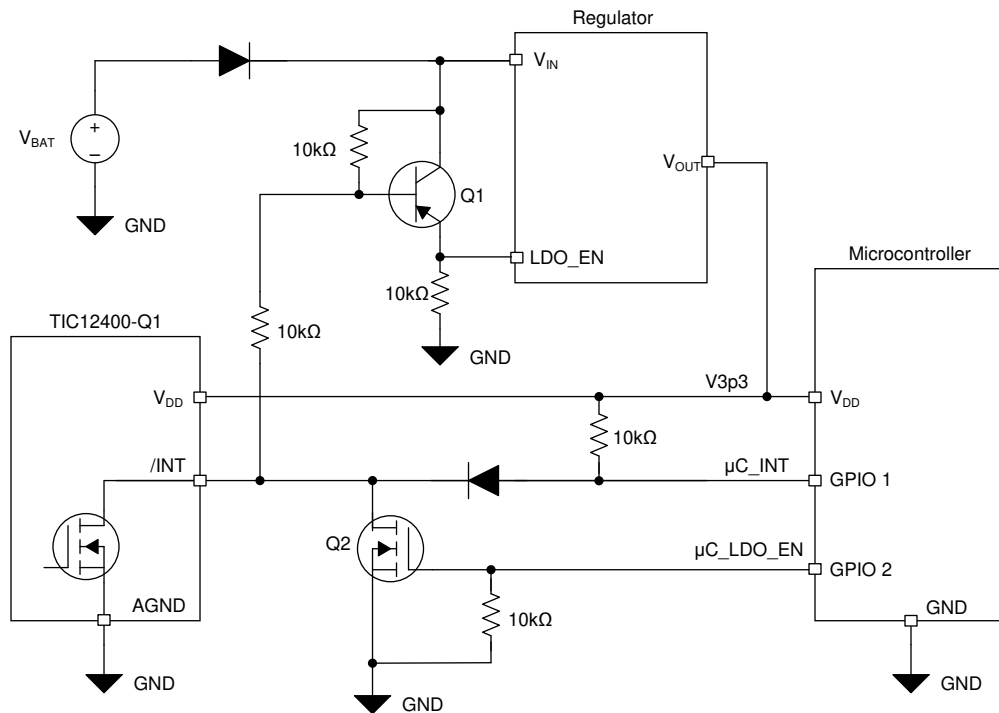 Regulator
V_IN
+
−
V_BAT
10kΩ
V_OUT
Q1
GND
LDO_EN
Microcontroller
10kΩ
10kΩ
TIC12400-Q1
GND
V3p3
V_DD
V_DD
10kΩ
/INT
µC_INT
GPIO 1
Q2
µC_LDO_EN
GPIO 2
AGND
10kΩ
GND
GND
GND
GND